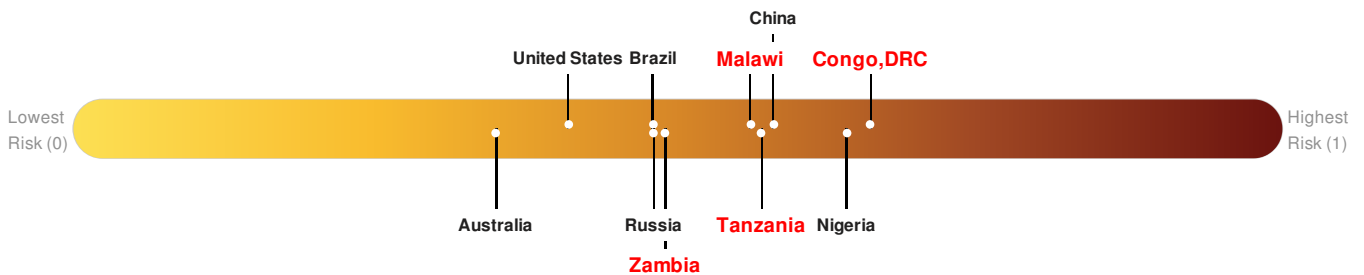 China
United States Brazil Malawi Congo,DRC
Lowest
Risk (0)
Highest
Risk (1)
Australia Russia Tanzania Nigeria
Zambia